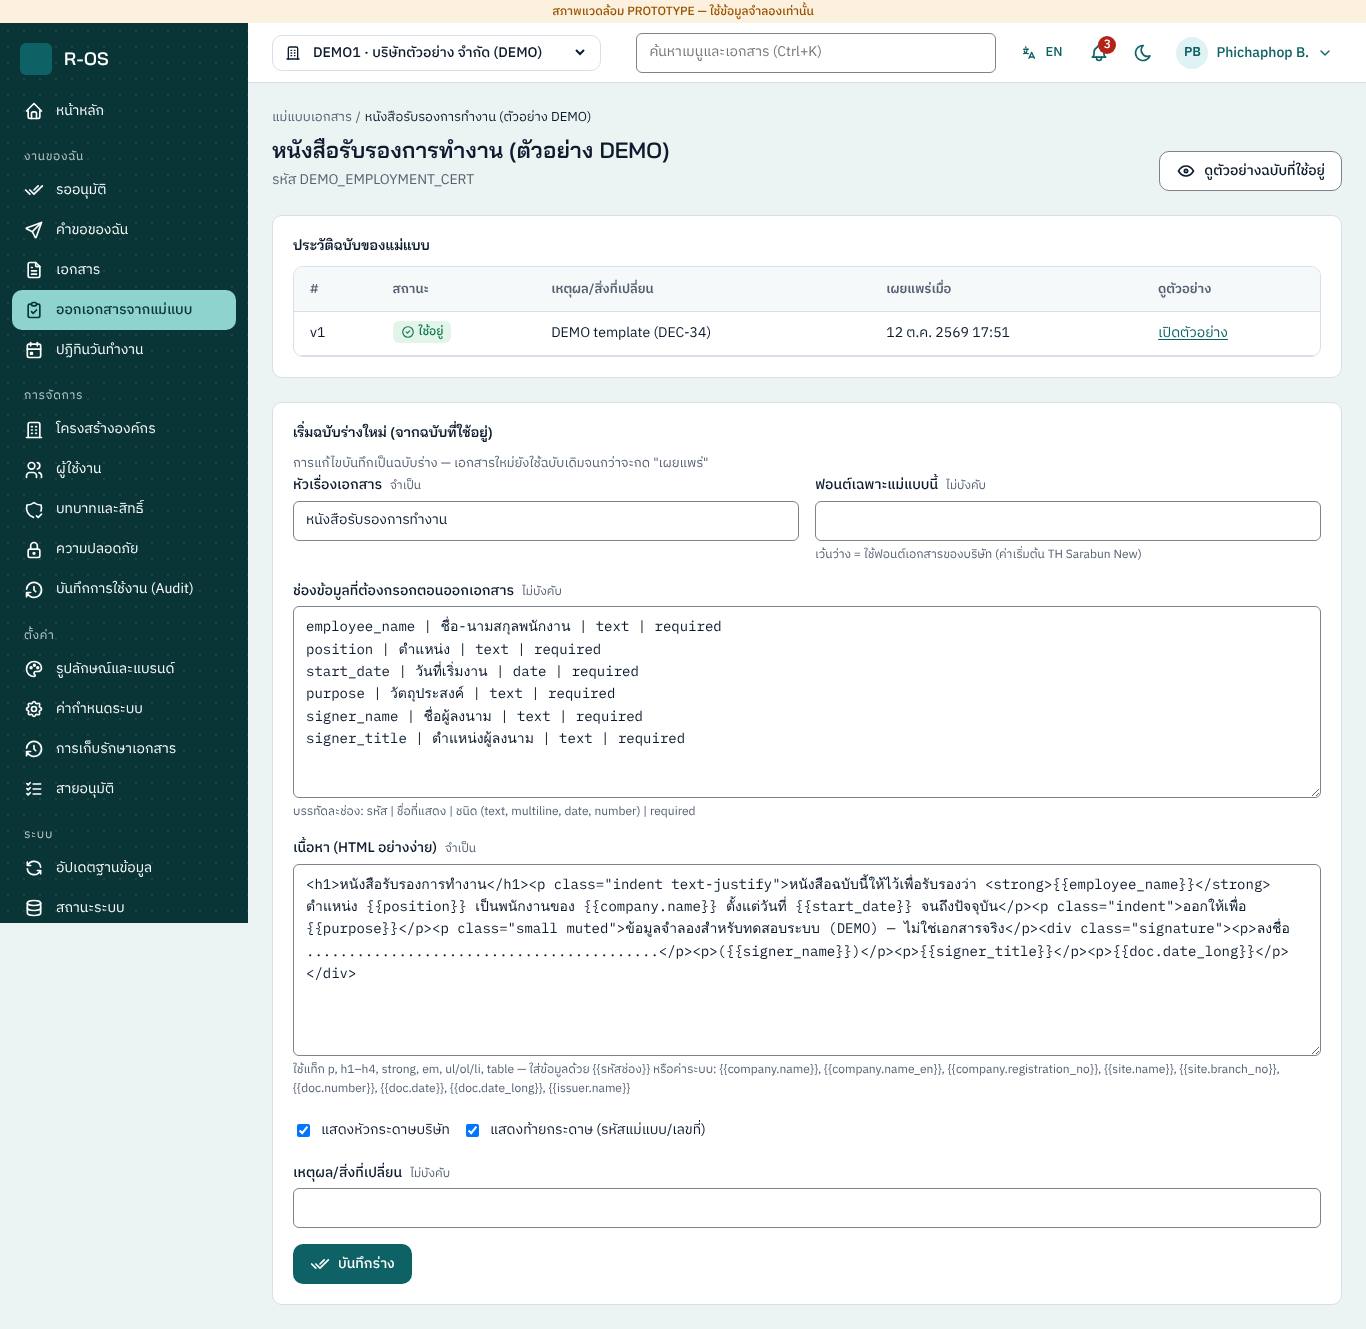 สภาพแวดล้อม PROTOTYPE — ใช้ข้อมูลจำลองเท่านั้น
R-OS
DEMO1 · บริษัทตัวอย่าง จำกัด (DEMO)
ค้นหาเมนูและเอกสาร (Ctrl+K)
EN
3
PB
Phichaphop B.
หน้าหลัก
งานของฉัน
รออนุมัติ
คำขอของฉัน
เอกสาร
ออกเอกสารจากแม่แบบ
ปฏิทินวันทำงาน
การจัดการ
โครงสร้างองค์กร
ผู้ใช้งาน
บทบาทและสิทธิ์
ความปลอดภัย
บันทึกการใช้งาน (Audit)
ตั้งค่า
รูปลักษณ์และแบรนด์
ค่ากำหนดระบบ
การเก็บรักษาเอกสาร
สายอนุมัติ
ระบบ
อัปเดตฐานข้อมูล
สถานะระบบ
แม่แบบเอกสาร / หนังสือรับรองการทำงาน (ตัวอย่าง DEMO)
หนังสือรับรองการทำงาน (ตัวอย่าง DEMO)
รหัส DEMO_EMPLOYMENT_CERT
ดูตัวอย่างฉบับที่ใช้อยู่
ประวัติฉบับของแม่แบบ
# สถานะ เหตุผล/สิ่งที่เปลี่ยน เผยแพร่เมื่อ ดูตัวอย่าง
v1 ใช้อยู่ DEMO template (DEC-34) 12 ต.ค. 2569 17:51 เปิดตัวอย่าง
เริ่มฉบับร่างใหม่ (จากฉบับที่ใช้อยู่)
การแก้ไขบันทึกเป็นฉบับร่าง — เอกสารใหม่ยังใช้ฉบับเดิมจนกว่าจะกด "เผยแพร่"
หัวเรื่องเอกสาร จำเป็น
หนังสือรับรองการทำงาน
ฟอนต์เฉพาะแม่แบบนี้ ไม่บังคับ
เว้นว่าง = ใช้ฟอนต์เอกสารของบริษัท (ค่าเริ่มต้น TH Sarabun New)
ช่องข้อมูลที่ต้องกรอกตอนออกเอกสาร ไม่บังคับ
employee_name | ชื่อ-นามสกุลพนักงาน | text | required
position | ตำแหน่ง | text | required
start_date | วันที่เริ่มงาน | date | required
purpose | วัตถุประสงค์ | text | required
signer_name | ชื่อผู้ลงนาม | text | required
signer_title | ตำแหน่งผู้ลงนาม | text | required
บรรทัดละช่อง: รหัส | ชื่อที่แสดง | ชนิด (text, multiline, date, number) | required
เนื้อหา (HTML อย่างง่าย) จำเป็น
&lt;h1&gt;หนังสือรับรองการทำงาน&lt;/h1&gt;&lt;p class="indent text-justify"&gt;หนังสือฉบับนี้ให้ไว้เพื่อรับรองว่า &lt;strong&gt;{{employee_name}}&lt;/strong&gt;
ตำแหน่ง {{position}} เป็นพนักงานของ {{company.name}} ตั้งแต่วันที่ {{start_date}} จนถึงปัจจุบัน&lt;/p&gt;&lt;p class="indent"&gt;ออกให้เพื่อ
{{purpose}}&lt;/p&gt;&lt;p class="small muted"&gt;ข้อมูลจำลองสำหรับทดสอบระบบ (DEMO) — ไม่ใช่เอกสารจริง&lt;/p&gt;&lt;div class="signature"&gt;&lt;p&gt;ลงชื่อ
..........................................&lt;/p&gt;&lt;p&gt;({{signer_name}})&lt;/p&gt;&lt;p&gt;{{signer_title}}&lt;/p&gt;&lt;p&gt;{{doc.date_long}}&lt;/p&gt;
&lt;/div&gt;
ใช้แท็ก p, h1–h4, strong, em, ul/ol/li, table — ใส่ข้อมูลด้วย {{รหัสช่อง}} หรือค่าระบบ: {{company.name}}, {{company.name_en}}, {{company.registration_no}}, {{site.name}}, {{site.branch_no}},
{{doc.number}}, {{doc.date}}, {{doc.date_long}}, {{issuer.name}}
แสดงหัวกระดาษบริษัท แสดงท้ายกระดาษ (รหัสแม่แบบ/เลขที่)
เหตุผล/สิ่งที่เปลี่ยน ไม่บังคับ
บันทึกร่าง